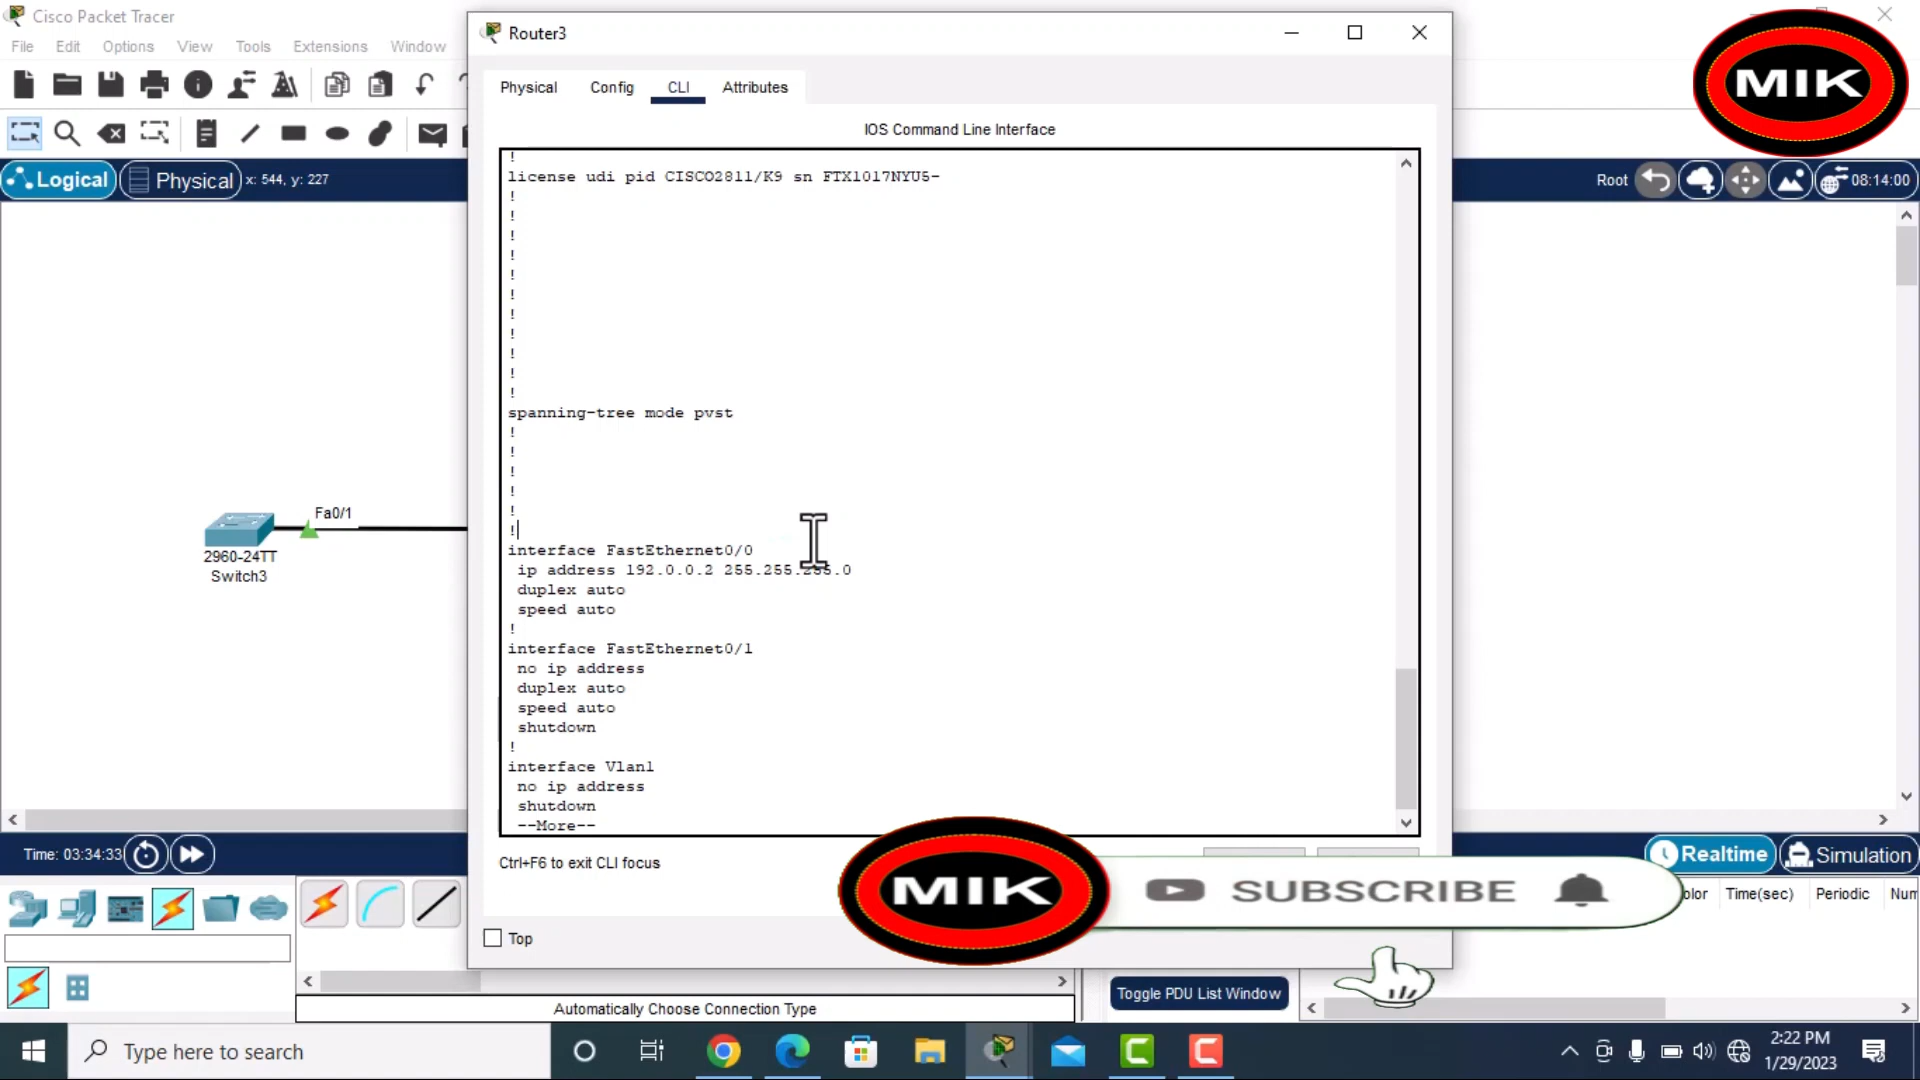 Cisco Packet Tracer
File Edit Options View Tools Extensions Window
Router3
Physical Config CLI Attributes
MIK
IOS Command Line Interface
Logical
Physical
x: 544, y: 227
Root
08:14:00
!
license udi pid CISCO2811/K9 sn FTX1017NYU5-
!
!
!
!
!
!
!
!
!
!
!
spanning-tree mode pvst
!
!
!
!
!
!
interface FastEthernet0/0
ip address 192.0.0.2 255.255.255.0
duplex auto
speed auto
!
interface FastEthernet0/1
no ip address
duplex auto
speed auto
shutdown
!
interface Vlan1
no ip address
shutdown
--More--
Fa0/1
2960-24TT
Switch3
Time: 03:34:33
Ctrl+F6 to exit CLI focus
Realtime
Simulation
MIK
SUBSCRIBE
Time(sec) Periodic
Top
Toggle PDU List Window
Automatically Choose Connection Type
Type here to search
2:22 PM
1/29/2023